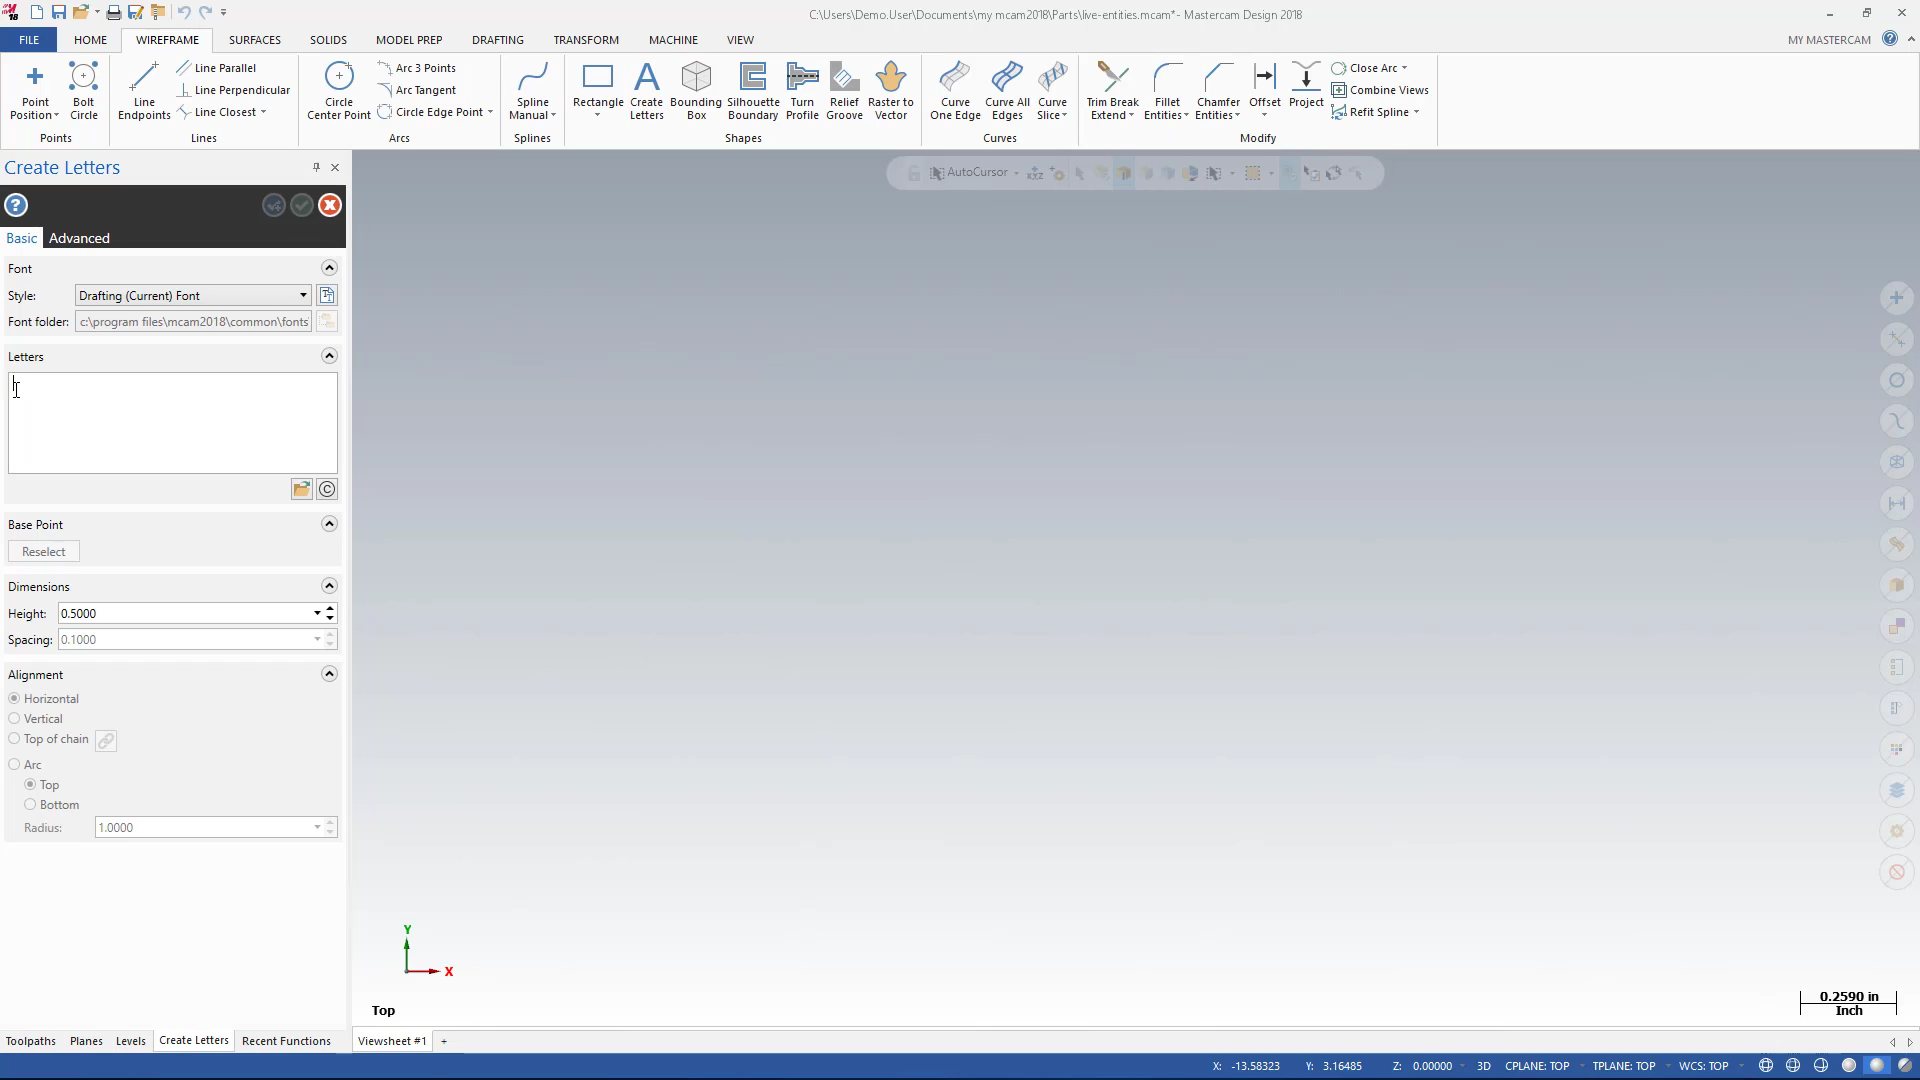 C:\Users\Demo.User\Documents\my mcam2018\Parts\live-entities.mcam* - Mastercam Design 2018
FILE HOME WIREFRAME SURFACES SOLIDS MODEL PREP DRAFTING TRANSFORM MACHINE VIEW MY MASTERCAM
Point Position
Bolt Circle
Points
Line Endpoints
Line Parallel
Line Perpendicular
Line Closest
Lines
Circle Center Point
Arc 3 Points
Arc Tangent
Circle Edge Point
Arcs
Spline Manual
Splines
Rectangle
Create Letters
Bounding Box
Silhouette Boundary
Turn Profile
Relief Groove
Raster to Vector
Shapes
Curve One Edge
Curve All Edges
Curve Slice
Curves
Trim Break Extend
Fillet Entities
Chamfer Entities
Offset
Project
Close Arc
Combine Views
Refit Spline
Modify
Create Letters
Basic Advanced
Font
Style: Drafting (Current) Font
Font folder: c:\program files\mcam2018\common\fonts
Letters
Base Point
Reselect
Dimensions
Height: 0.5000
Spacing: 0.1000
Alignment
Horizontal
Vertical
Top of chain
Arc
Top
Bottom
Radius: 1.0000
AutoCursor
Y
X
Top
0.2590 in
Inch
Toolpaths Planes Levels Create Letters Recent Functions Viewsheet #1 +
X: -13.58323 Y: 3.16485 Z: 0.00000 3D CPLANE: TOP TPLANE: TOP WCS: TOP